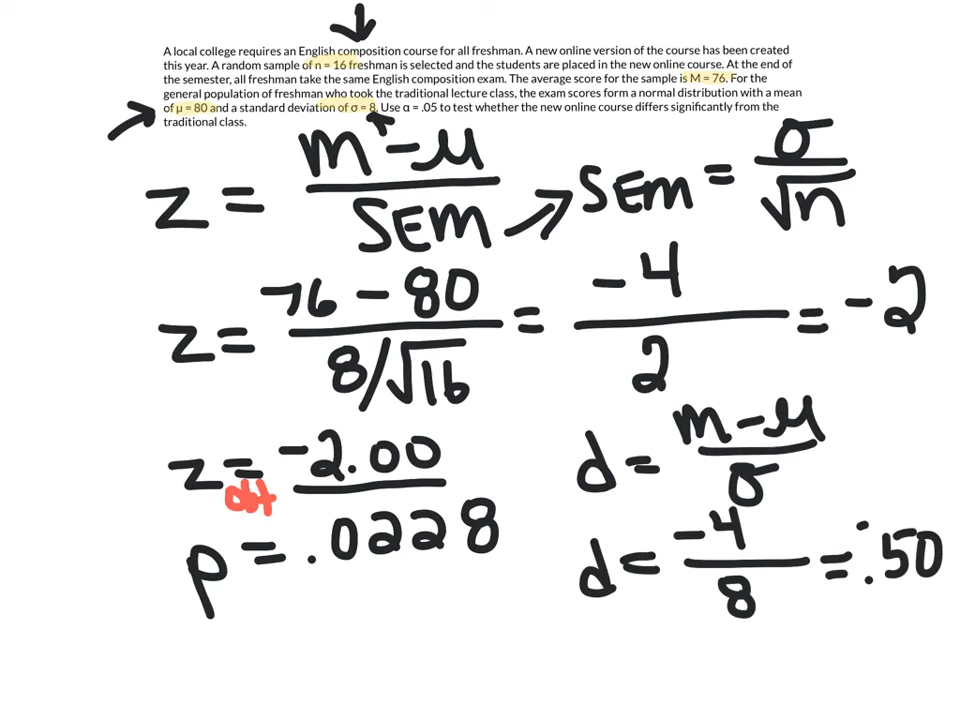 A local college requires an English composition course for all freshman. A new online version of the course has been created
this year. A random sample of n = 16 freshman is selected and the students are placed in the new online course. At the end of
the semester, all freshman take the same English composition exam. The average score for the sample is M = 76. For the
general population of freshman who took the traditional lecture class, the exam scores form a normal distribution with a mean
of µ = 80 and a standard deviation of σ = 8. Use α = .05 to test whether the new online course differs significantly from the
traditional class.
z = m - µ / SEM → SEM = σ / √n
z = 76 - 80 / 8/√16 = -4 / 2 = -2
z obt = -2.00
d = m - µ / σ
p = .0228
d = -4 / 8 = -.50